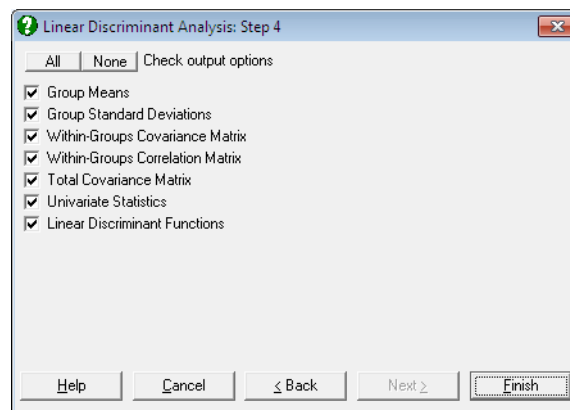 Linear Discriminant Analysis: Step 4
All None Check output options
Group Means
Group Standard Deviations
Within-Groups Covariance Matrix
Within-Groups Correlation Matrix
Total Covariance Matrix
Univariate Statistics
Linear Discriminant Functions
Help Cancel < Back Next > Finish